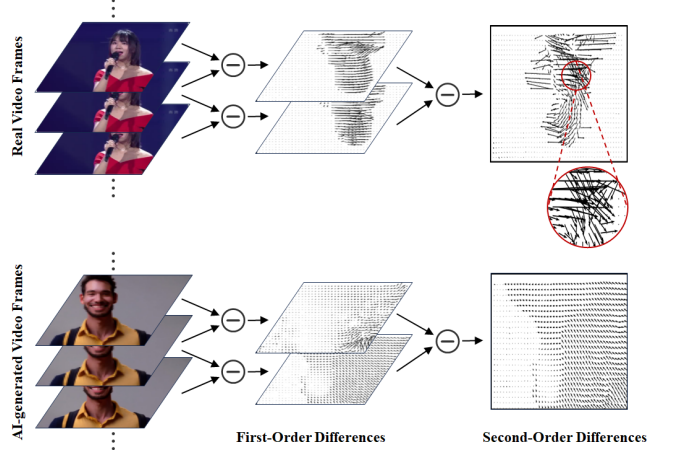 Real Video Frames
AI-generated Video Frames
First-Order Differences
Second-Order Differences